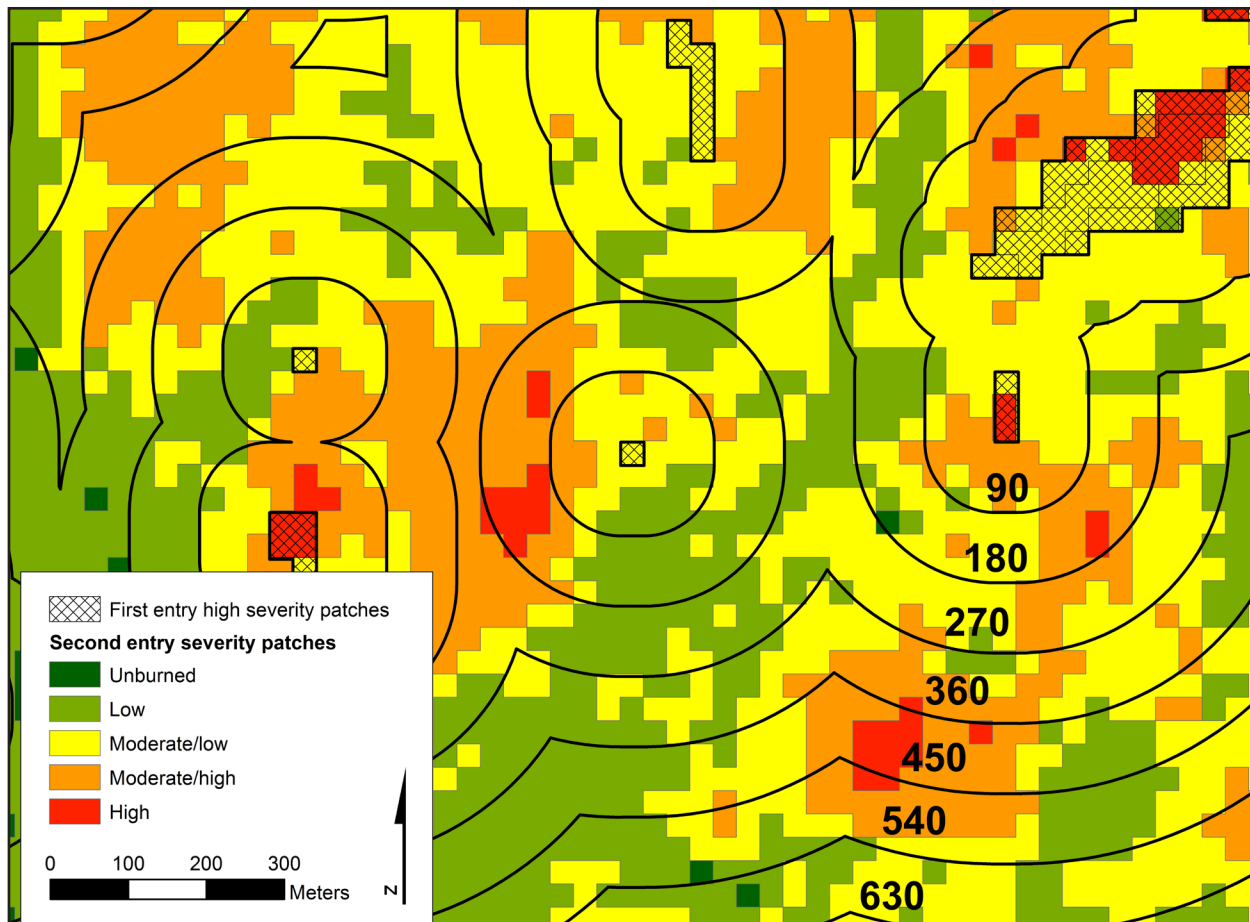 90
180
270
360
450
540
630
First entry high severity patches
Second entry severity patches
Unburned
Low
Moderate/low
Moderate/high
High
0 100 200 300
Meters
N